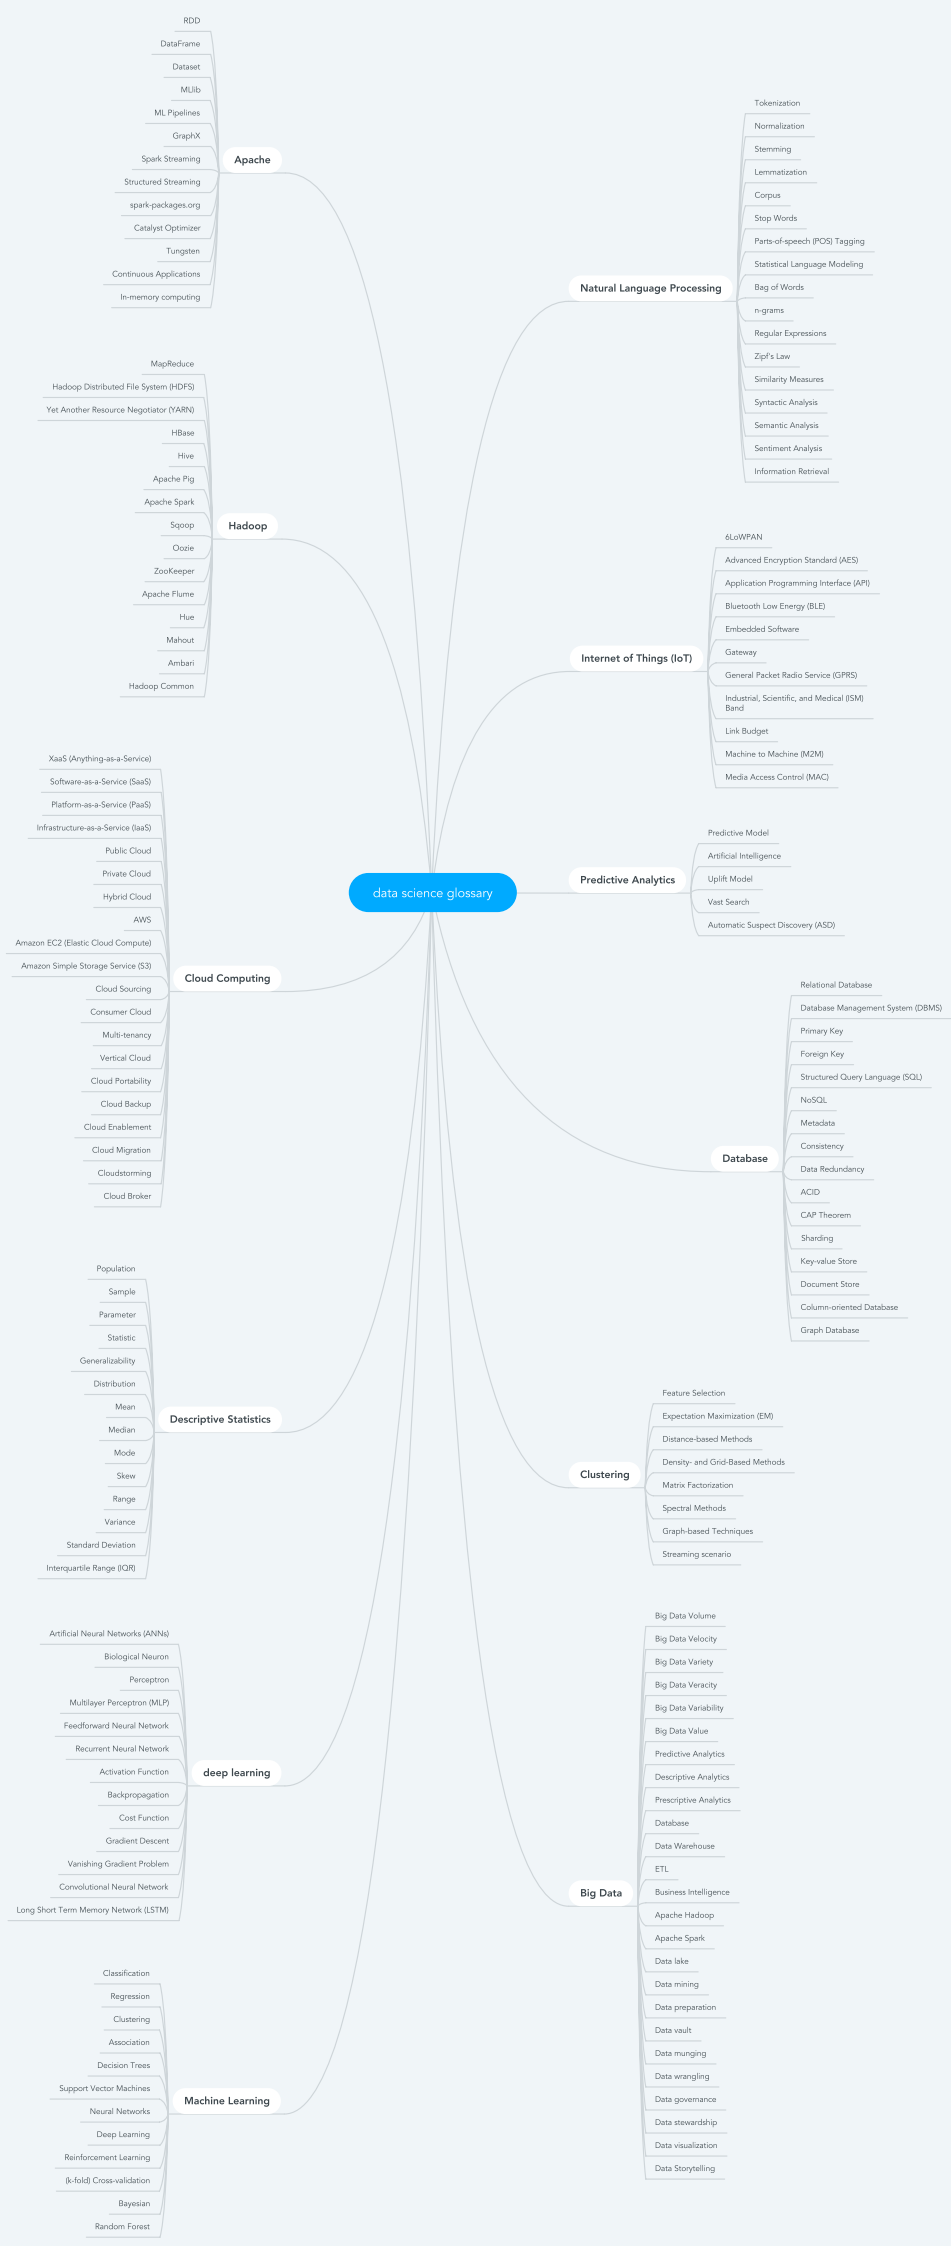 data science glossary
Apache
RDD
DataFrame
Dataset
MLlib
ML Pipelines
GraphX
Spark Streaming
Structured Streaming
spark-packages.org
Catalyst Optimizer
Tungsten
Continuous Applications
In-memory computing
Hadoop
MapReduce
Hadoop Distributed File System (HDFS)
Yet Another Resource Negotiator (YARN)
HBase
Hive
Apache Pig
Apache Spark
Sqoop
Oozie
ZooKeeper
Apache Flume
Hue
Mahout
Ambari
Hadoop Common
Cloud Computing
XaaS (Anything-as-a-Service)
Software-as-a-Service (SaaS)
Platform-as-a-Service (PaaS)
Infrastructure-as-a-Service (IaaS)
Public Cloud
Private Cloud
Hybrid Cloud
AWS
Amazon EC2 (Elastic Cloud Compute)
Amazon Simple Storage Service (S3)
Cloud Sourcing
Consumer Cloud
Multi-tenancy
Vertical Cloud
Cloud Portability
Cloud Backup
Cloud Enablement
Cloud Migration
Cloudstorming
Cloud Broker
Descriptive Statistics
Population
Sample
Parameter
Statistic
Generalizability
Distribution
Mean
Median
Mode
Skew
Range
Variance
Standard Deviation
Interquartile Range (IQR)
deep learning
Artificial Neural Networks (ANNs)
Biological Neuron
Perceptron
Multilayer Perceptron (MLP)
Feedforward Neural Network
Recurrent Neural Network
Activation Function
Backpropagation
Cost Function
Gradient Descent
Vanishing Gradient Problem
Convolutional Neural Network
Long Short Term Memory Network (LSTM)
Machine Learning
Classification
Regression
Clustering
Association
Decision Trees
Support Vector Machines
Neural Networks
Deep Learning
Reinforcement Learning
(k-fold) Cross-validation
Bayesian
Random Forest
Natural Language Processing
Tokenization
Normalization
Stemming
Lemmatization
Corpus
Stop Words
Parts-of-speech (POS) Tagging
Statistical Language Modeling
Bag of Words
n-grams
Regular Expressions
Zipf's Law
Similarity Measures
Syntactic Analysis
Semantic Analysis
Sentiment Analysis
Information Retrieval
Internet of Things (IoT)
6LoWPAN
Advanced Encryption Standard (AES)
Application Programming Interface (API)
Bluetooth Low Energy (BLE)
Embedded Software
Gateway
General Packet Radio Service (GPRS)
Industrial, Scientific, and Medical (ISM)
Band
Link Budget
Machine to Machine (M2M)
Media Access Control (MAC)
Predictive Analytics
Predictive Model
Artificial Intelligence
Uplift Model
Vast Search
Automatic Suspect Discovery (ASD)
Database
Relational Database
Database Management System (DBMS)
Primary Key
Foreign Key
Structured Query Language (SQL)
NoSQL
Metadata
Consistency
Data Redundancy
ACID
CAP Theorem
Sharding
Key-value Store
Document Store
Column-oriented Database
Graph Database
Clustering
Feature Selection
Expectation Maximization (EM)
Distance-based Methods
Density- and Grid-Based Methods
Matrix Factorization
Spectral Methods
Graph-based Techniques
Streaming scenario
Big Data
Big Data Volume
Big Data Velocity
Big Data Variety
Big Data Veracity
Big Data Variability
Big Data Value
Predictive Analytics
Descriptive Analytics
Prescriptive Analytics
Database
Data Warehouse
ETL
Business Intelligence
Apache Hadoop
Apache Spark
Data lake
Data mining
Data preparation
Data vault
Data munging
Data wrangling
Data governance
Data stewardship
Data visualization
Data Storytelling